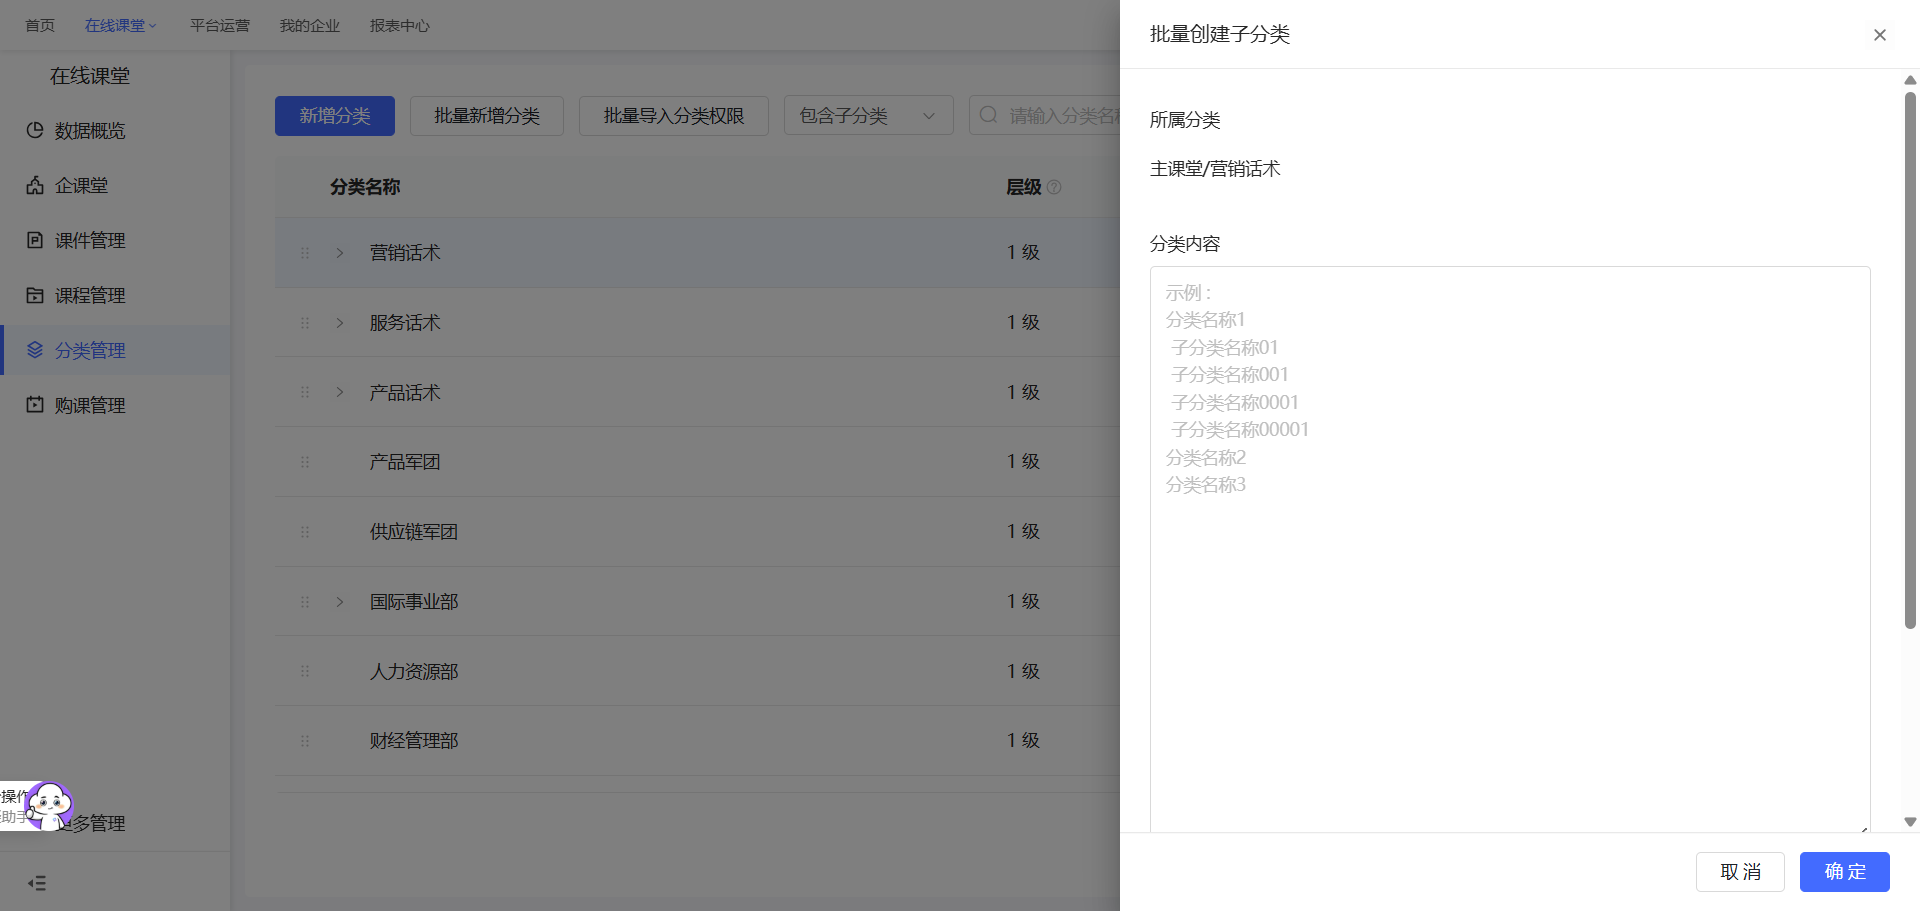 首页 在线课堂 平台运营 我的企业 报表中心
在线课堂
数据概览
企课堂
课件管理
课程管理
分类管理
购课管理
更多管理
操作
助手
新增分类 批量新增分类 批量导入分类权限 包含子分类 请输入分类名称
分类名称 层级
营销话术 1 级
服务话术 1 级
产品话术 1 级
产品军团 1 级
供应链军团 1 级
国际事业部 1 级
人力资源部 1 级
财经管理部 1 级
批量创建子分类
所属分类
主课堂/营销话术
分类内容
示例：
分类名称1
子分类名称01
子分类名称001
子分类名称0001
子分类名称00001
分类名称2
分类名称3
取消 确定